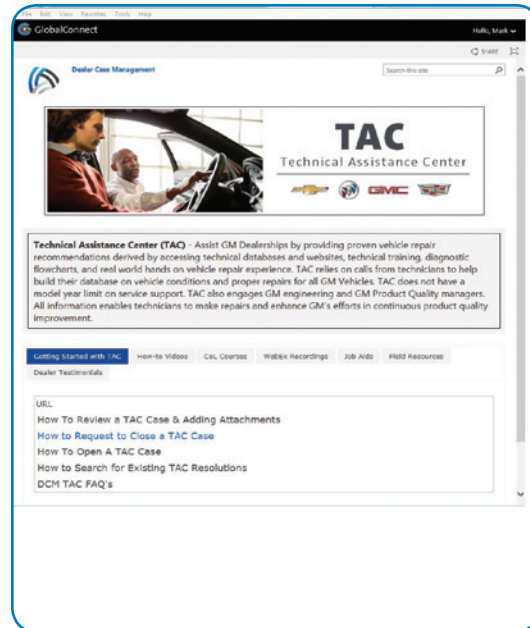 File Edit View Favorites Tools Help
GlobalConnect
Hello, Mark
SHARE
Dealer Case Management
Search this site
TAC
Technical Assistance Center
GMC
Technical Assistance Center (TAC) - Assist GM Dealerships by providing proven vehicle repair
recommendations derived by accessing technical databases and websites, technical training, diagnostic
flowcharts, and real world hands on vehicle repair experience. TAC relies on calls from technicians to help
build their database on vehicle conditions and proper repairs for all GM Vehicles. TAC does not have a
model year limit on service support. TAC also engages GM engineering and GM Product Quality managers.
All information enables technicians to make repairs and enhance GM's efforts in continuous product quality
improvement.
Getting Started with TAC How-to Videos CoL Courses WebEx Recordings Job Aids Field Resources
Dealer Testimonials
URL
How To Review a TAC Case & Adding Attachments
How to Request to Close a TAC Case
How To Open A TAC Case
How to Search for Existing TAC Resolutions
DCM TAC FAQ's